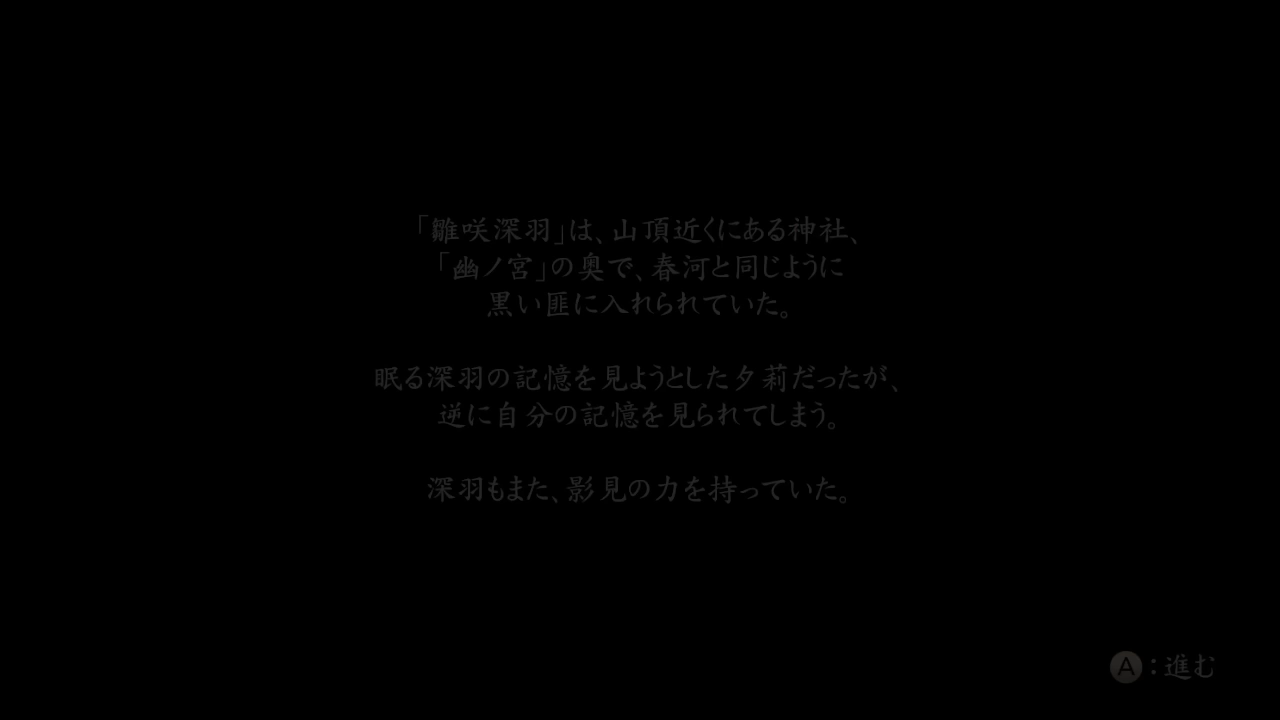 「雛咲深羽」は、山頂近くにある神社、
「幽ノ宮」の奥で、春河と同じように
黒い匪に入れられていた。
眠る深羽の記憶を見ようとした夕莉だったが、
逆に自分の記憶を見られてしまう。
深羽もまた、影見の力を持っていた。
A:進む